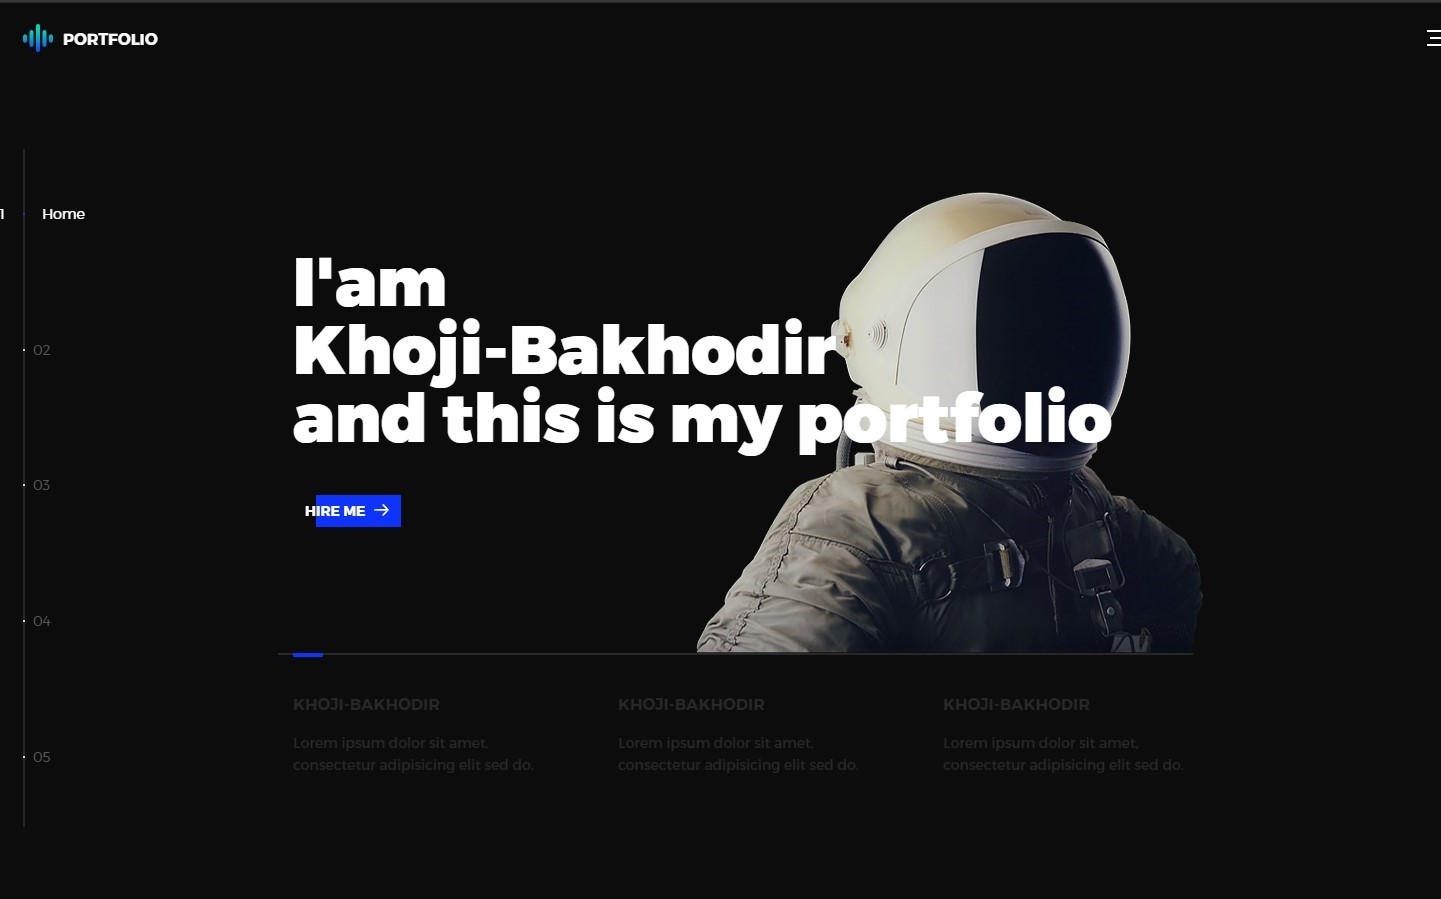 PORTFOLIO
1
Home
02
03
04
05
I'am
Khoji-Bakhodir
and this is my portfolio
HIRE ME
KHOJI-BAKHODIR
Lorem ipsum dolor sit amet,
consectetur adipisicing elit sed do.
KHOJI-BAKHODIR
Lorem ipsum dolor sit amet,
consectetur adipisicing elit sed do.
KHOJI-BAKHODIR
Lorem ipsum dolor sit amet,
consectetur adipisicing elit sed do.